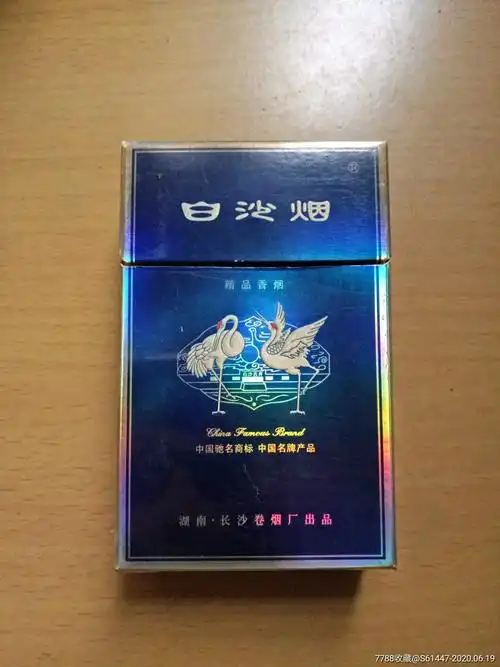 白沙烟
®
精品香烟
China Famous Brand
中国驰名商标 中国名牌产品
湖南·长沙卷烟厂出品
7788收藏@S61447-2020.06.19